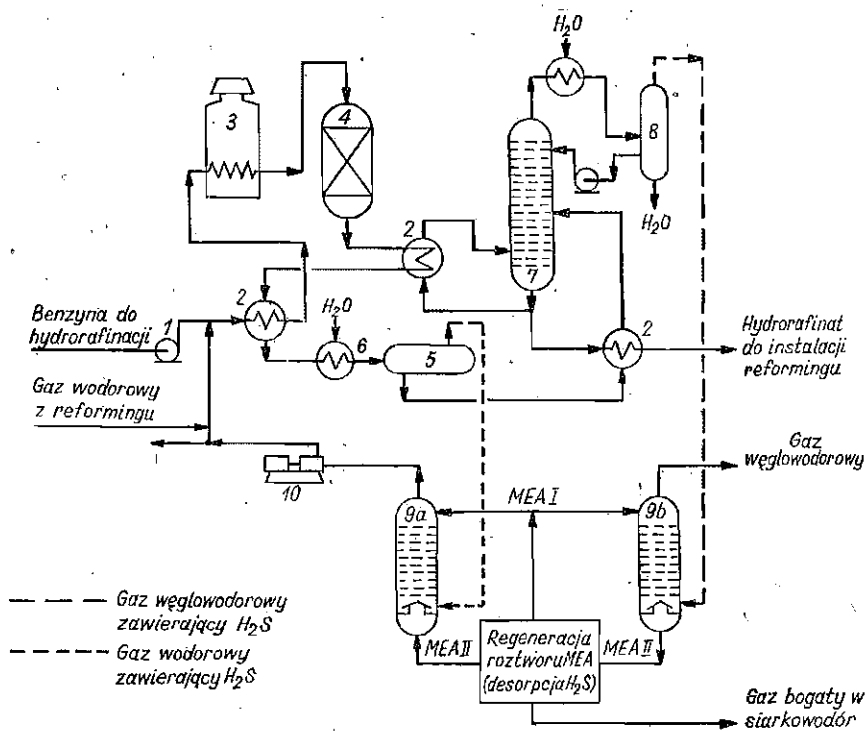 H₂O
3
4
8
2
H₂O
7
Benzyna do
hydrorafinacji
1
2
H₂O
6
5
2
Hydrorafinat
do instalacji
reformingu
Gaz wodorowy
z reformingu
10
Gaz
węglowodorowy
MEA I
9a
9b
Gaz węglowodorowy
zawierający H₂S
Gaz wodorowy
zawierający H₂S
MEA II
Regeneracja
roztworu MEA
(desorpcja H₂S)
MEA II
Gaz bogaty w
siarkowodór